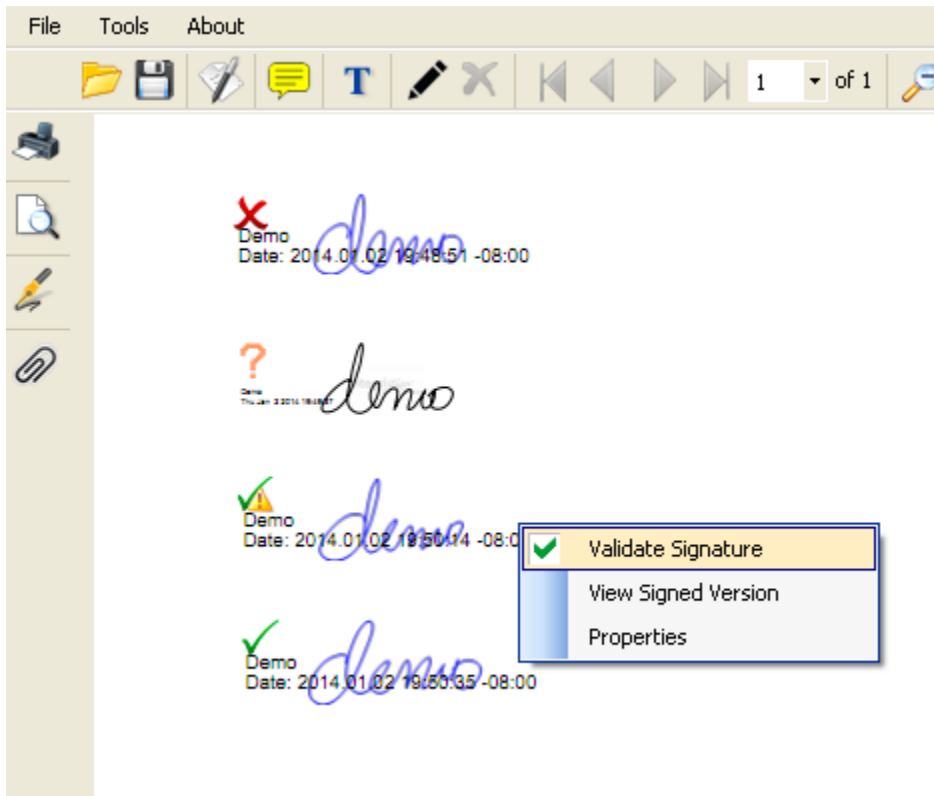 File Tools About
T 1 of 1
demo
Demo
Date: 2014.01.02 19:48:51 -08:00
?
demo
Demo
demo
Demo
Date: 2014.01.02 19:50:14 -08:0
Validate Signature
View Signed Version
Properties
demo
Demo
Date: 2014.01.02 19:50:35 -08:00